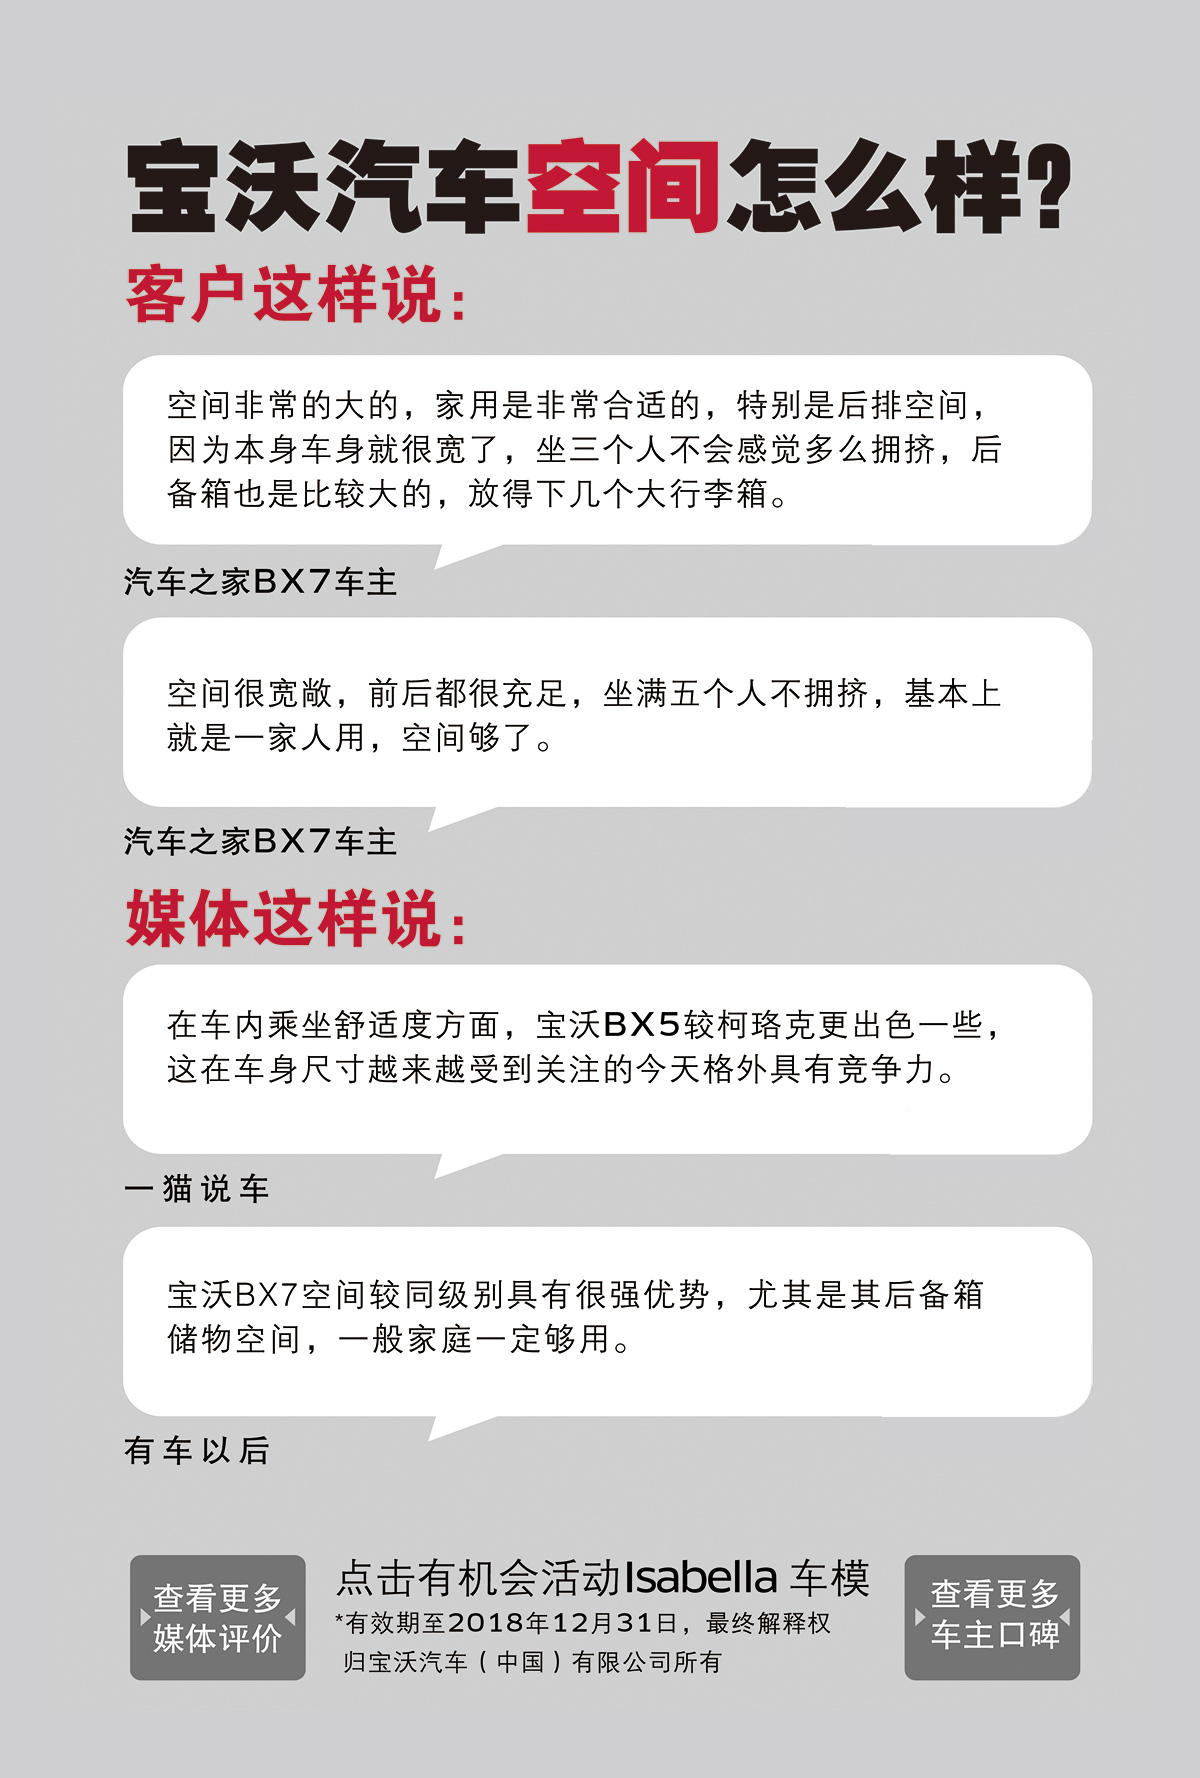 宝沃汽车空间怎么样?
客户这样说:
空间非常的大的，家用是非常合适的，特别是后排空间，
因为本身车身就很宽了，坐三个人不会感觉多么拥挤，后
备箱也是比较大的，放得下几个大行李箱。
汽车之家BX7车主
空间很宽敞，前后都很充足，坐满五个人不拥挤，基本上
就是一家人用，空间够了。
汽车之家BX7车主
媒体这样说:
在车内乘坐舒适度方面，宝沃BX5较柯珞克更出色一些，
这在车身尺寸越来越受到关注的今天格外具有竞争力。
一猫说车
宝沃BX7空间较同级别具有很强优势，尤其是其后备箱
储物空间，一般家庭一定够用。
有车以后
查看更多
媒体评价
点击有机会活动Isabella 车模
*有效期至2018年12月31日，最终解释权
归宝沃汽车（中国）有限公司所有
查看更多
车主口碑